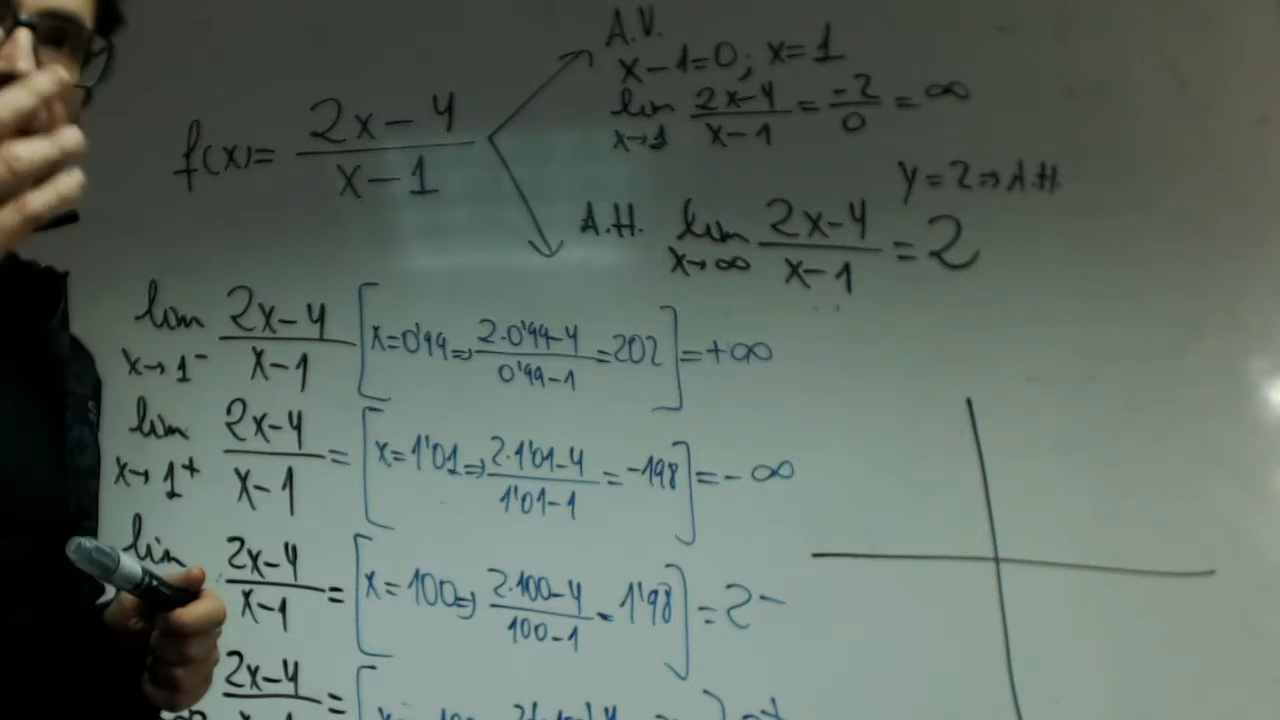 A.V.
x-1=0; x=1
lim x→1 (2x-4)/(x-1) = -2/0 = ∞
f(x)= (2x-4)/(x-1)
y=2⇒A.H.
A.H. lim x→∞ (2x-4)/(x-1) = 2
lim x→1⁻ (2x-4)/(x-1) [x=0'99⇒ (2·0'99-4)/(0'99-1) =202] =+∞
lim x→1⁺ (2x-4)/(x-1) = [x=1'01⇒ (2·1'01-4)/(1'01-1) = -198] = -∞
lim (2x-4)/(x-1) = [x=100⇒ (2·100-4)/(100-1) = 1'98] = 2⁻
(2x-4)/(x-1) = [